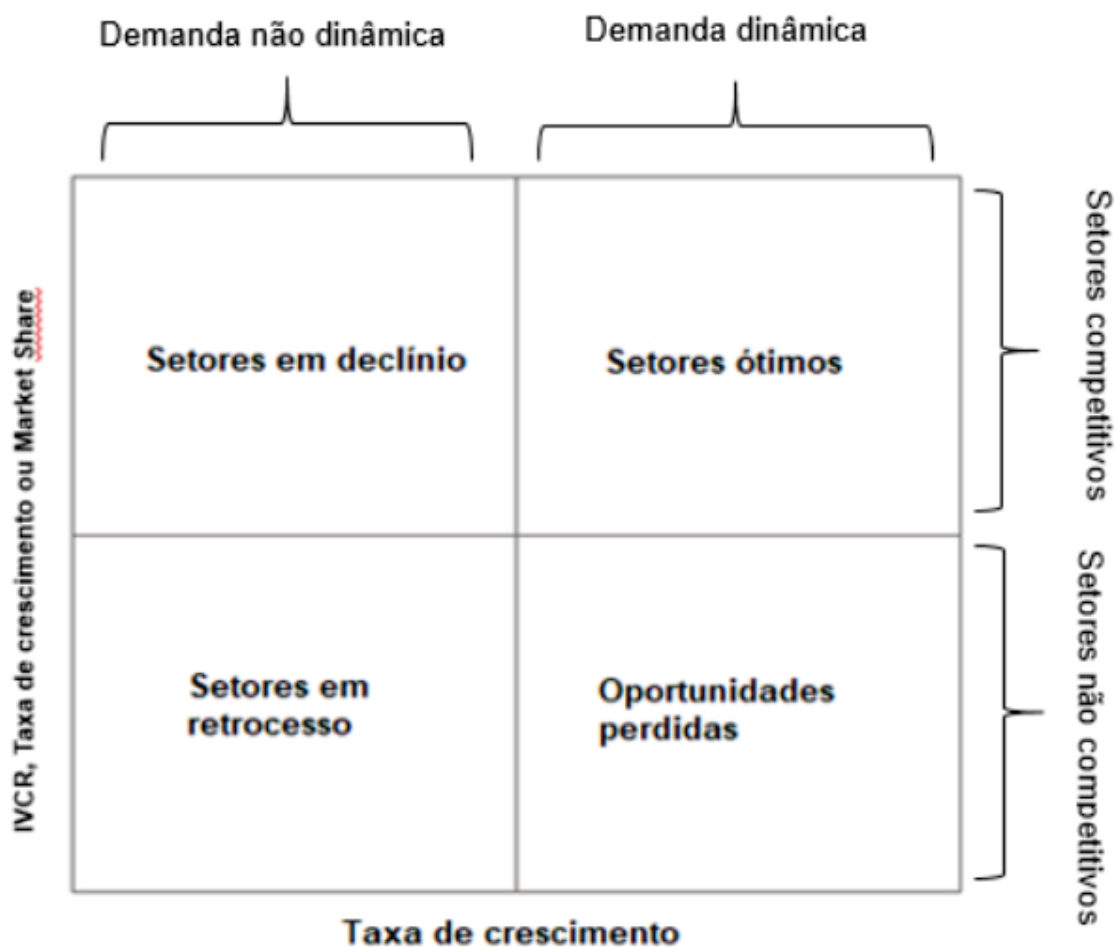 Demanda não dinâmica
Demanda dinâmica
IVCR, Taxa de crescimento ou Market Share
Setores em declínio
Setores ótimos
Setores competitivos
Setores em
retrocesso
Oportunidades
perdidas
Setores não competitivos
Taxa de crescimento